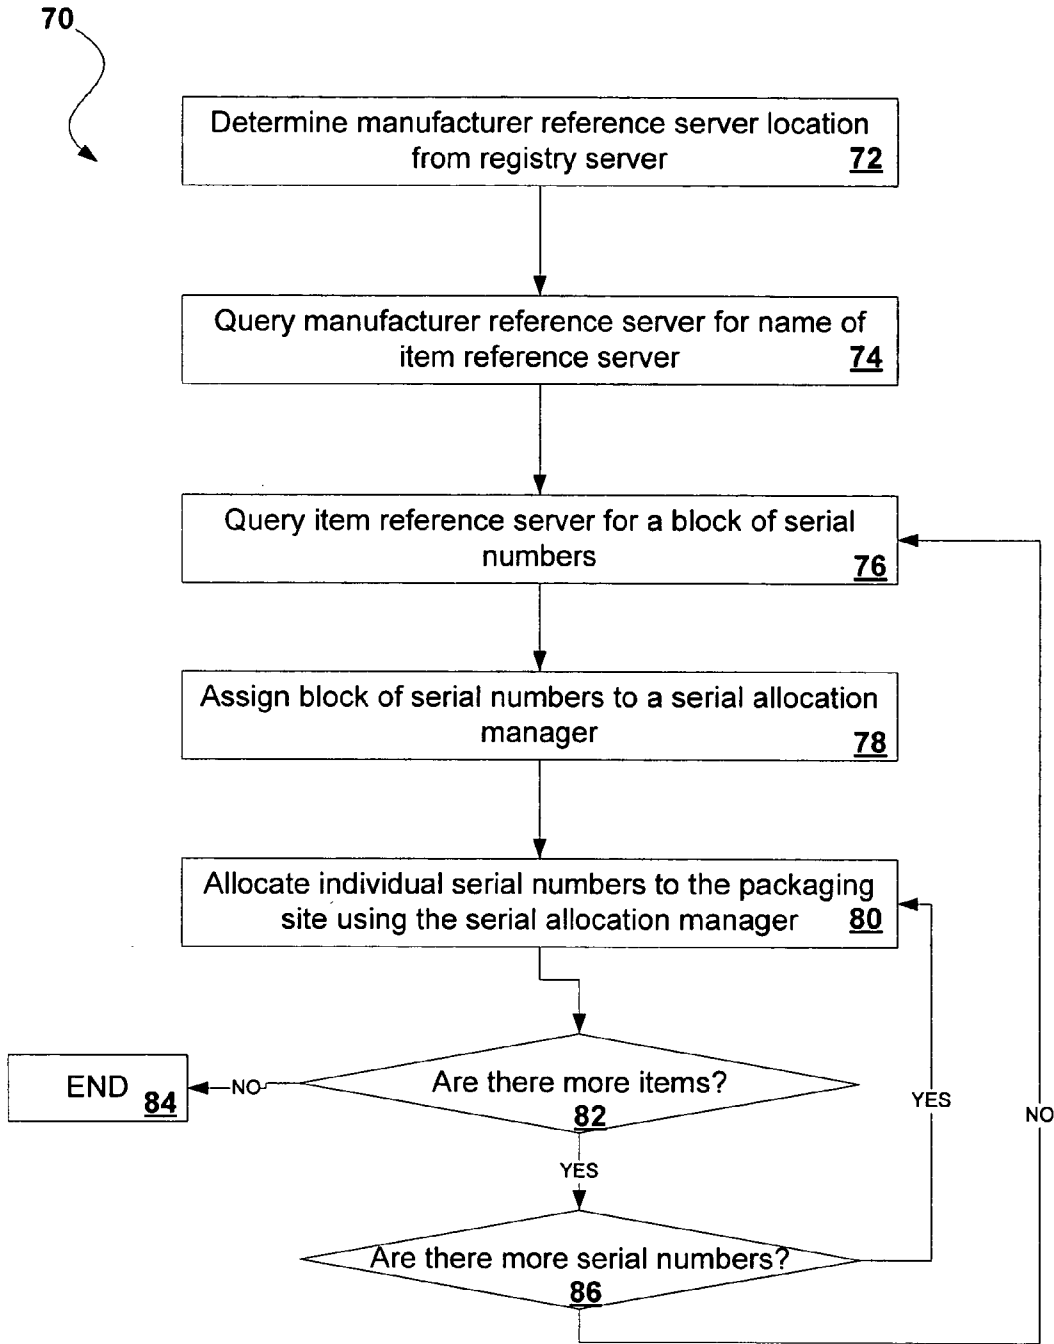 70
Determine manufacturer reference server location
from registry server 72
Query manufacturer reference server for name of
item reference server 74
Query item reference server for a block of serial
numbers 76
Assign block of serial numbers to a serial allocation
manager 78
Allocate individual serial numbers to the packaging
site using the serial allocation manager 80
Are there more items?
82
NO
END 84
YES
Are there more serial numbers?
86
YES
NO